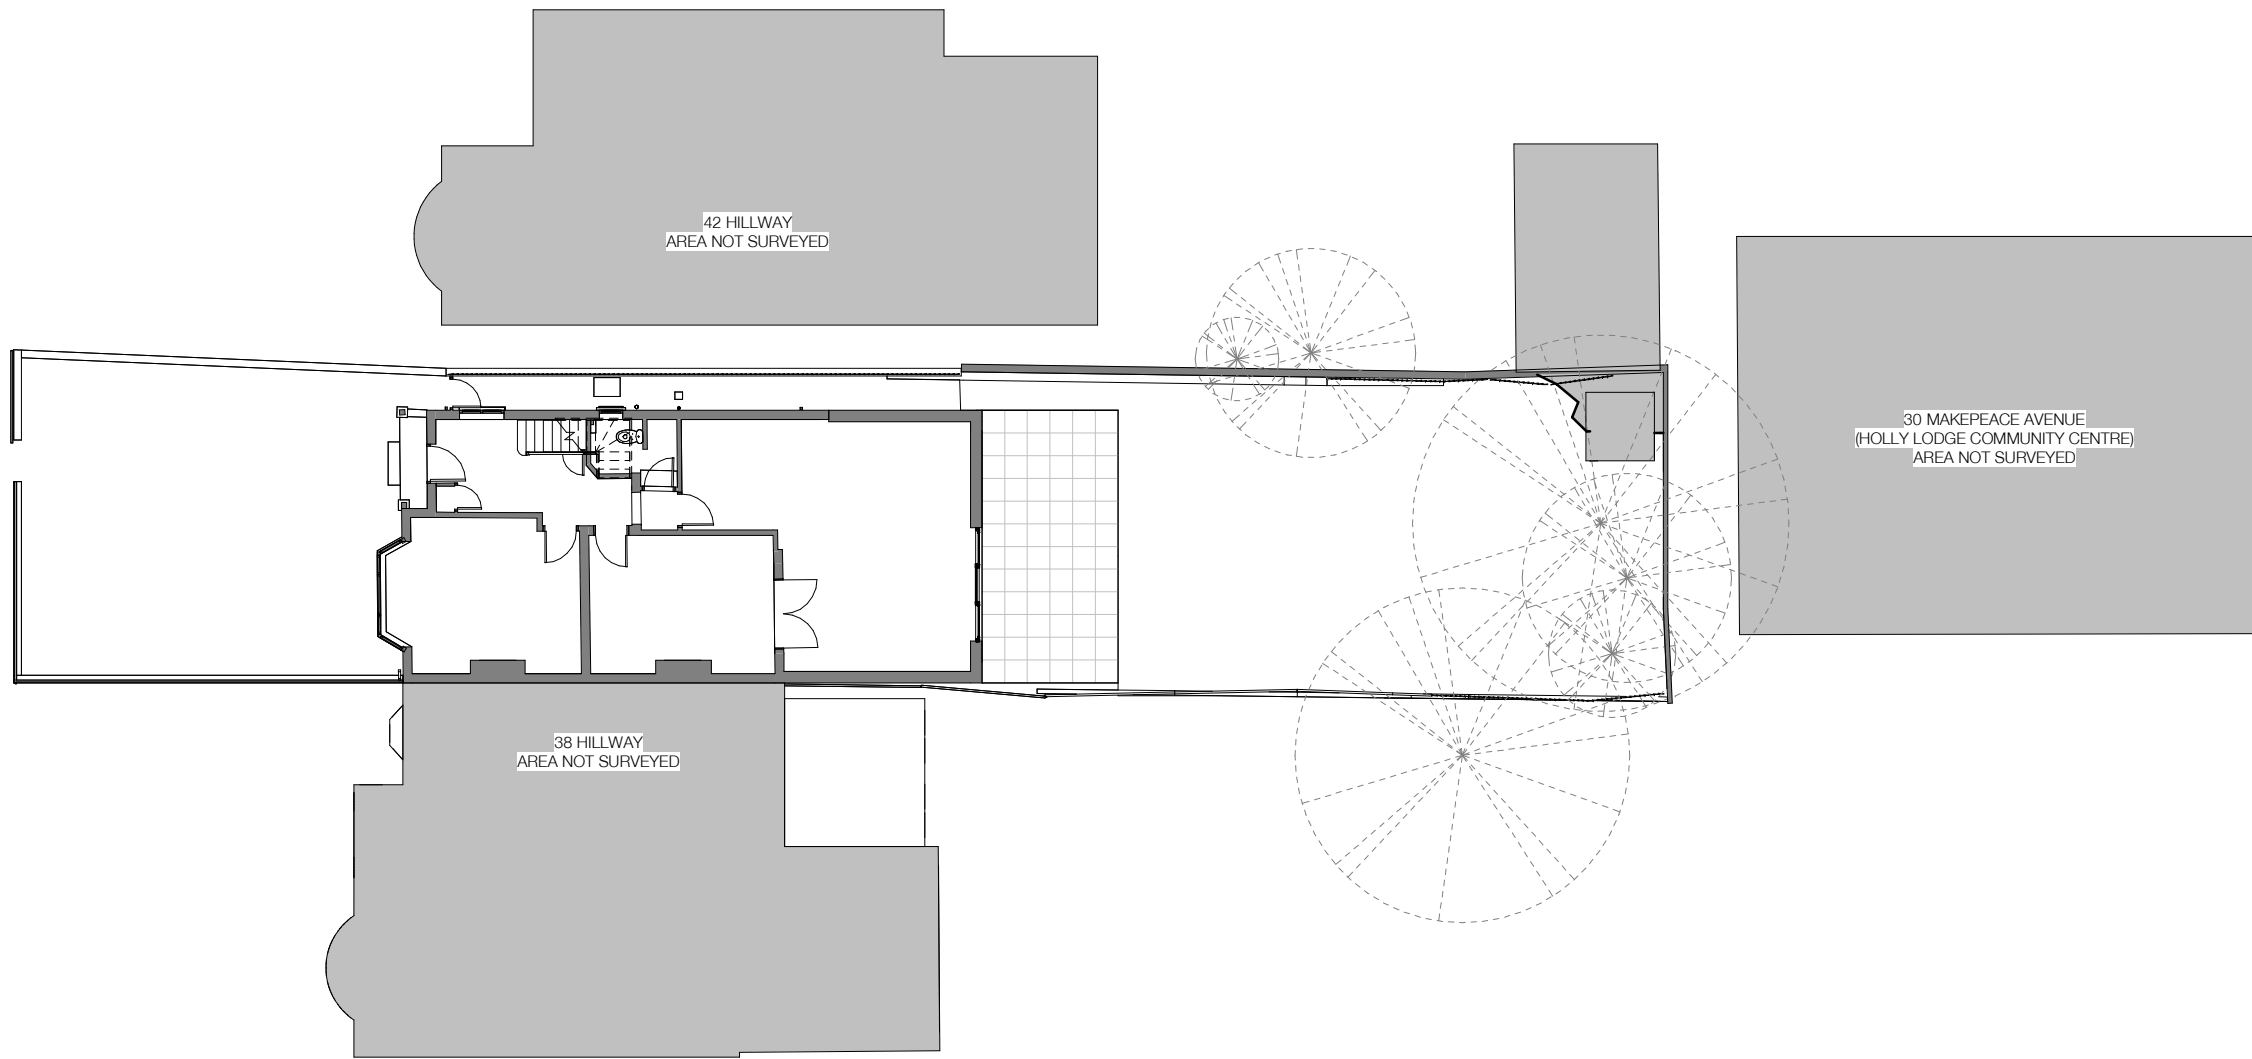 42 HILLWAY
AREA NOT SURVEYED
30 MAKEPEACE AVENUE
(HOLLY LODGE COMMUNITY CENTRE)
AREA NOT SURVEYED
38 HILLWAY
AREA NOT SURVEYED